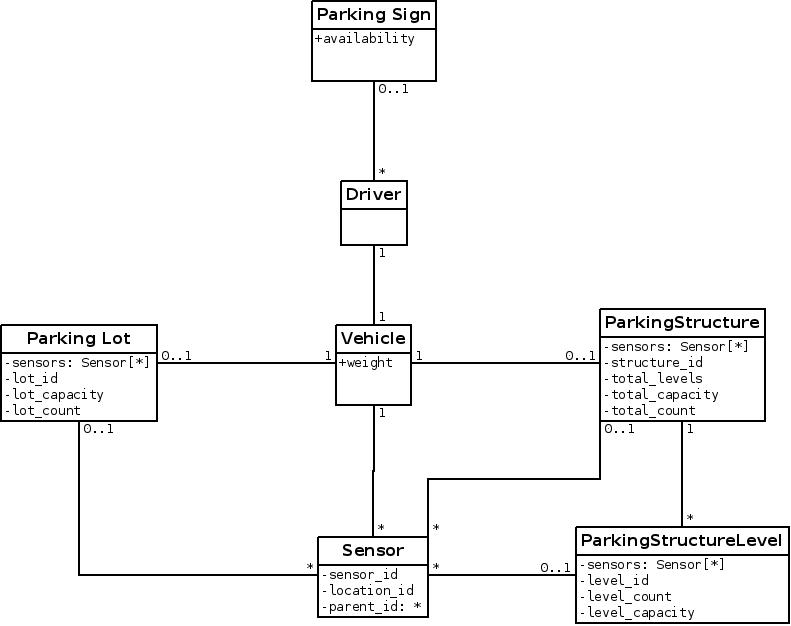 Parking Sign
+availability
0..1
*
Driver
1
1
Parking Lot
-sensors: Sensor[*]
-lot_id
-lot_capacity
-lot_count
0..1
1
Vehicle
+weight
1
0..1
ParkingStructure
-sensors: Sensor[*]
-structure_id
-total_levels
-total_capacity
-total_count
0..1
1
0..1
1
*
*
*
Sensor
-sensor_id
-location_id
-parent_id: *
*
*
0..1
ParkingStructureLevel
-sensors: Sensor[*]
-level_id
-level_count
-level_capacity